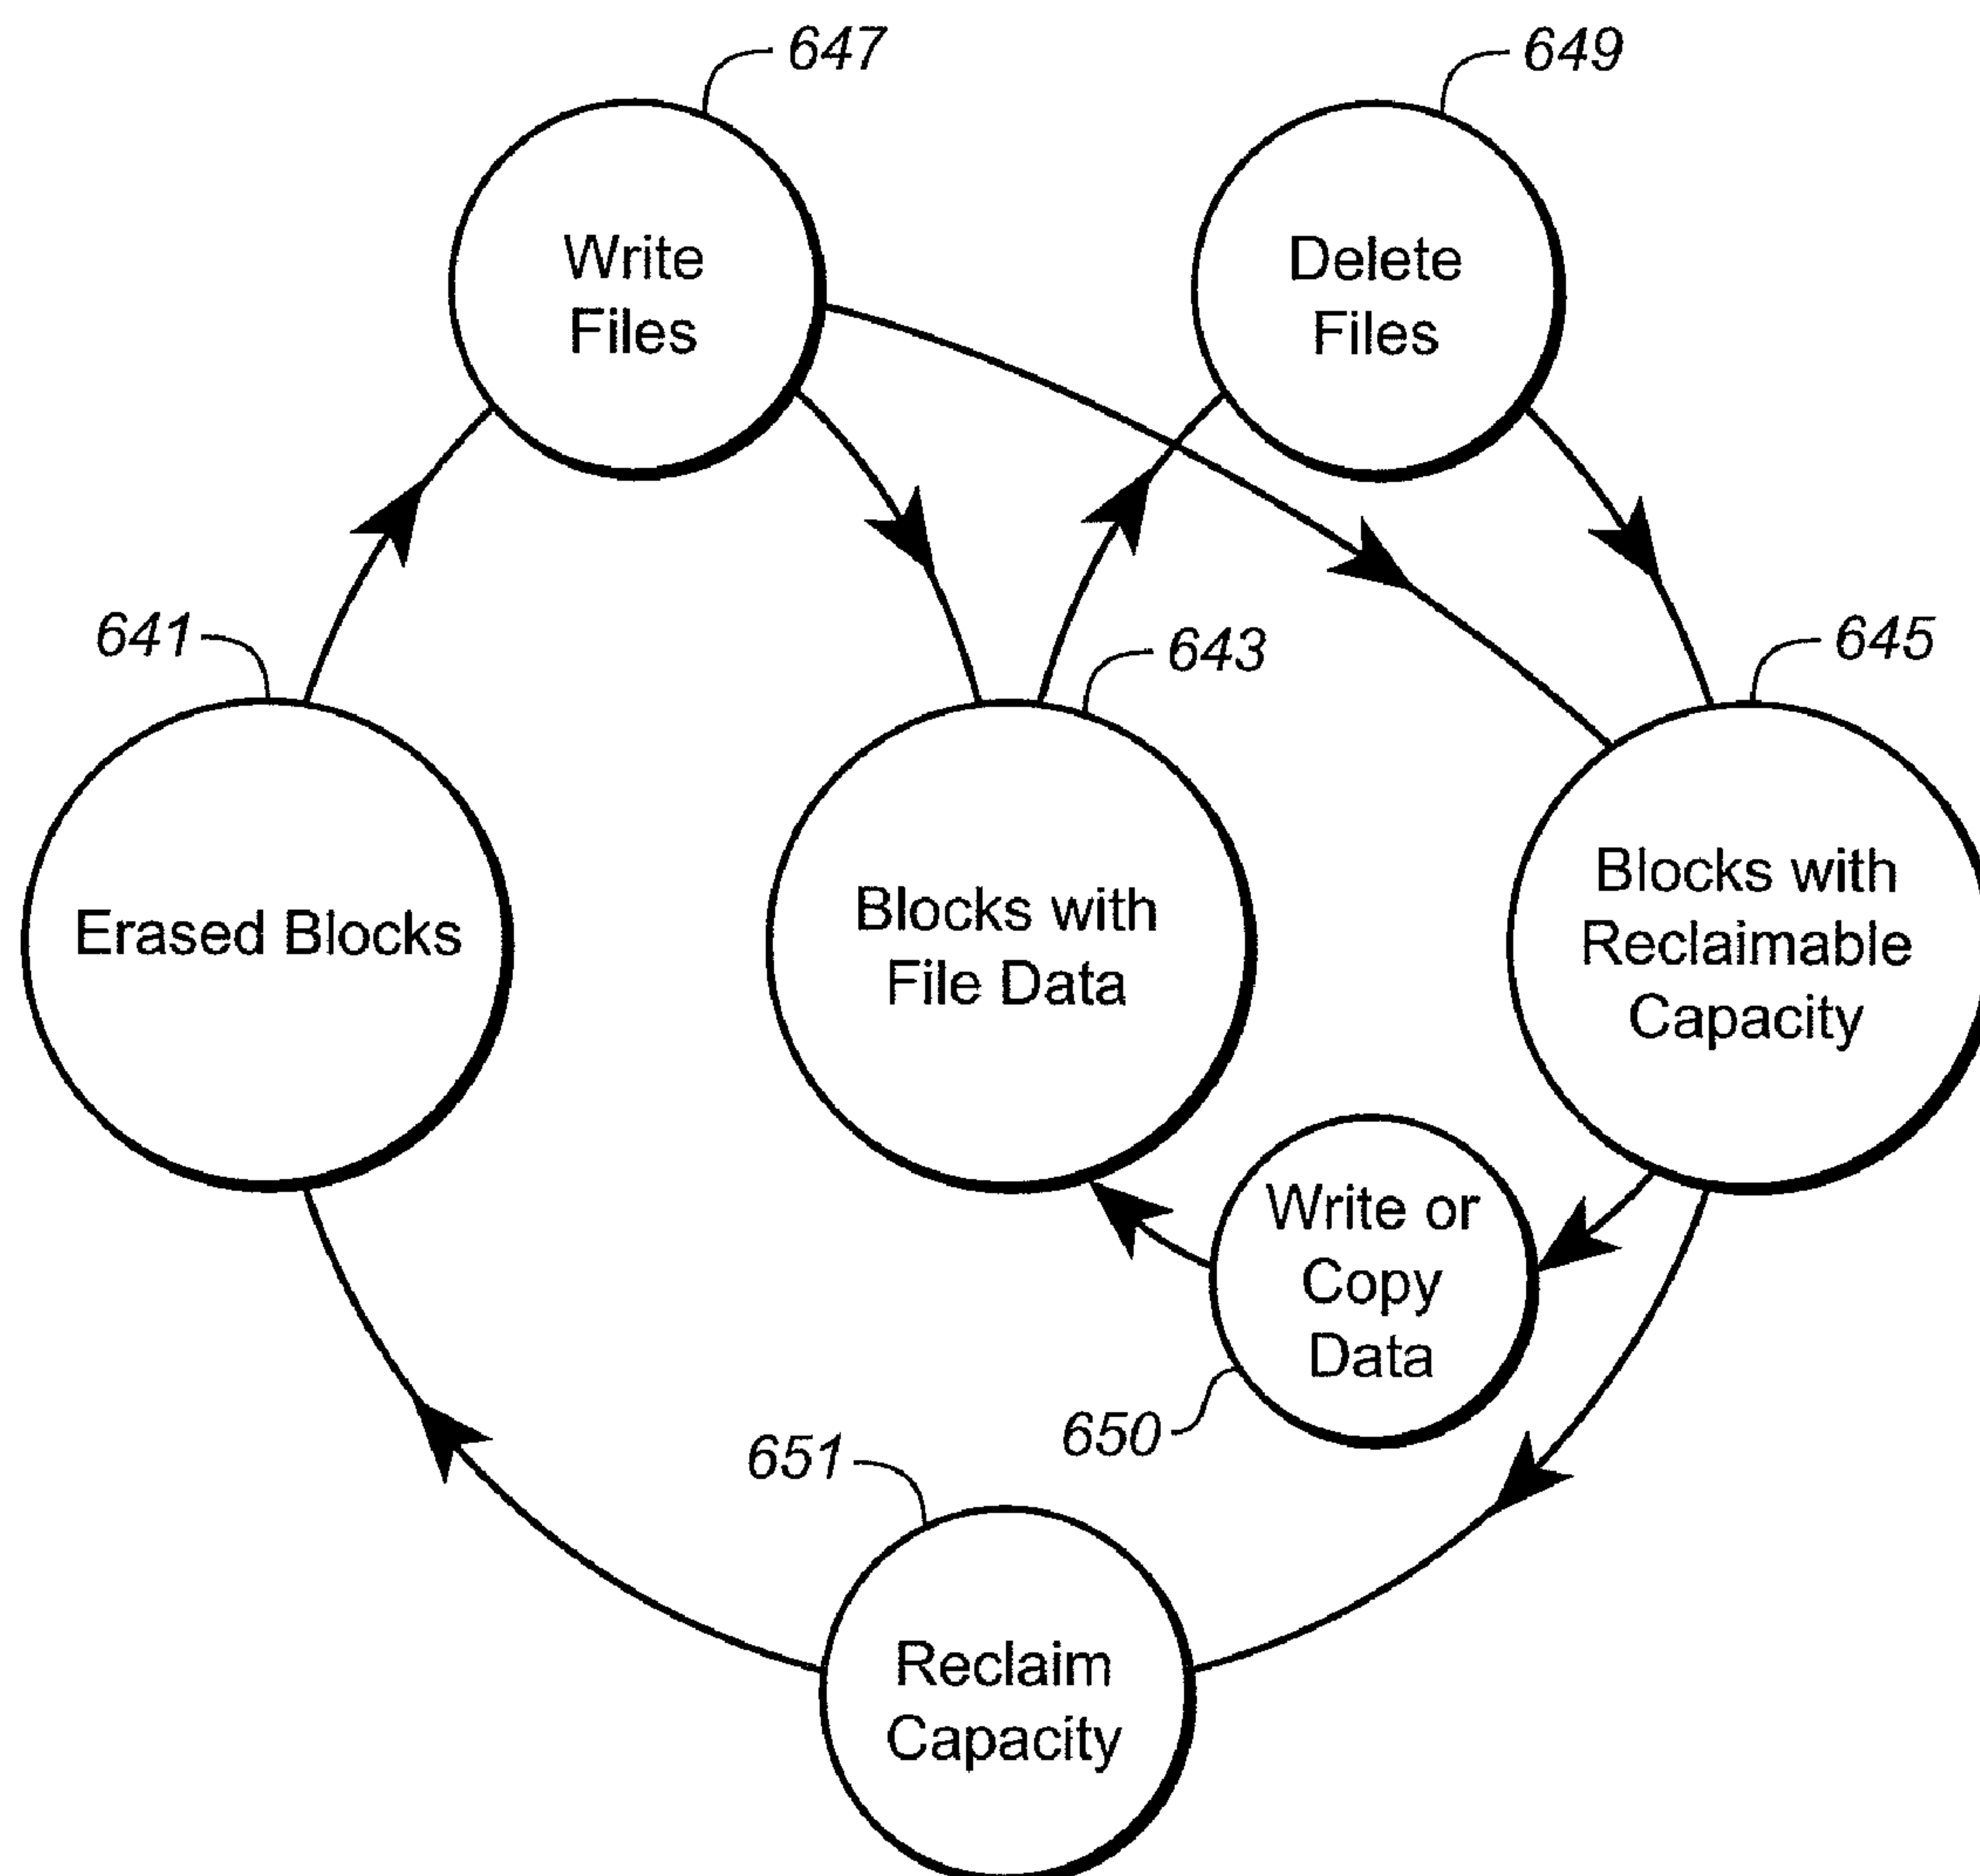 647
649
Write
Files
Delete
Files
641
643
645
Erased Blocks
Blocks with
File Data
Blocks with
Reclaimable
Capacity
Write or
Copy
Data
650
651
Reclaim
Capacity